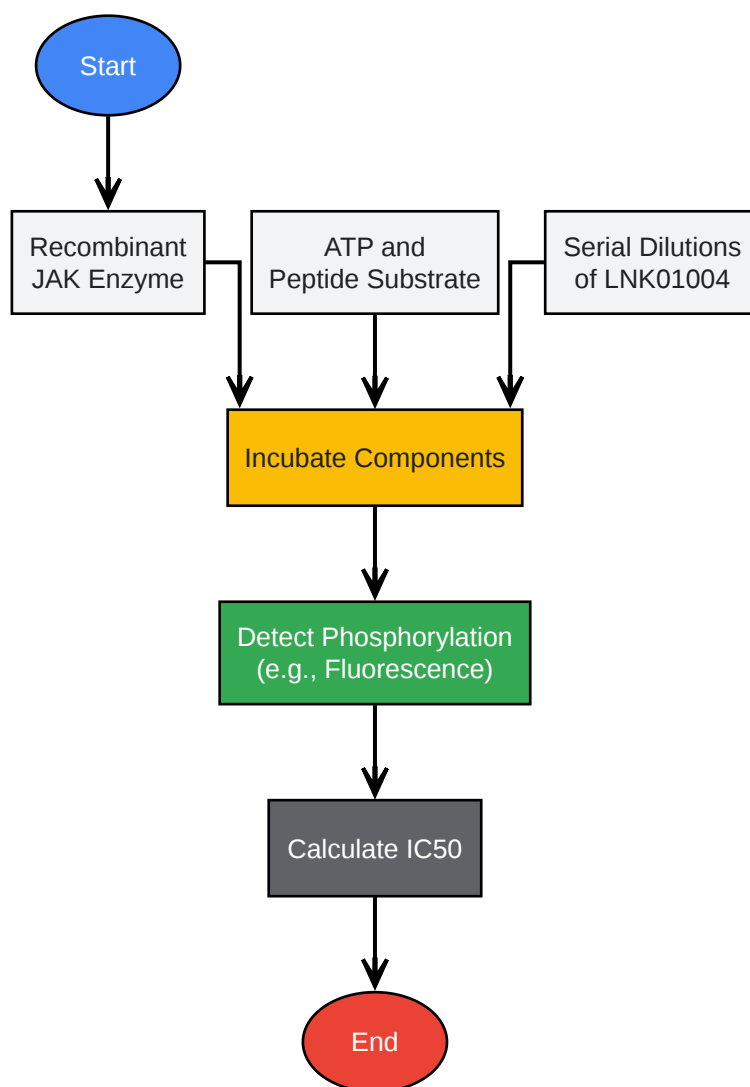 Start
Recombinant
JAK Enzyme
ATP and
Peptide Substrate
Serial Dilutions
of LNK01004
Incubate Components
Detect Phosphorylation
(e.g., Fluorescence)
Calculate IC50
End